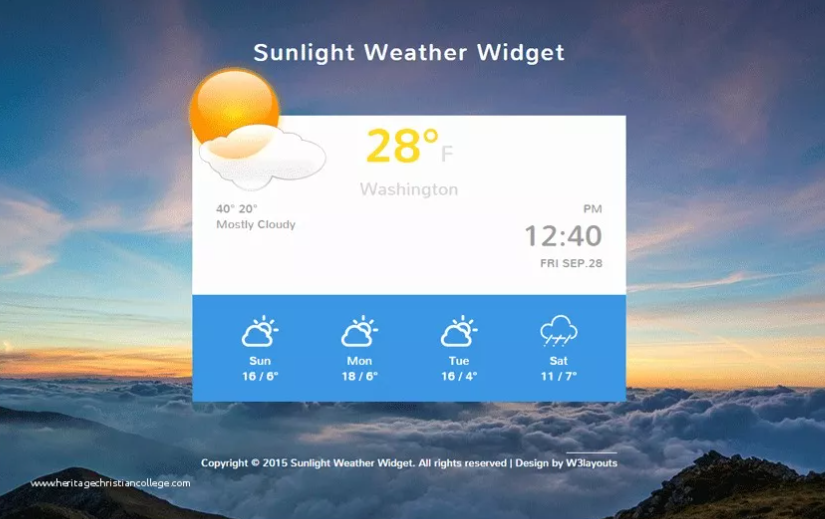 Sunlight Weather Widget
28° F
Washington
40° 20°
Mostly Cloudy
PM
12:40
FRI SEP.28
Sun
16 / 6°
Mon
18 / 6°
Tue
16 / 4°
Sat
11 / 7°
Copyright © 2015 Sunlight Weather Widget. All rights reserved | Design by W3layouts
www.heritagechristiancollege.com